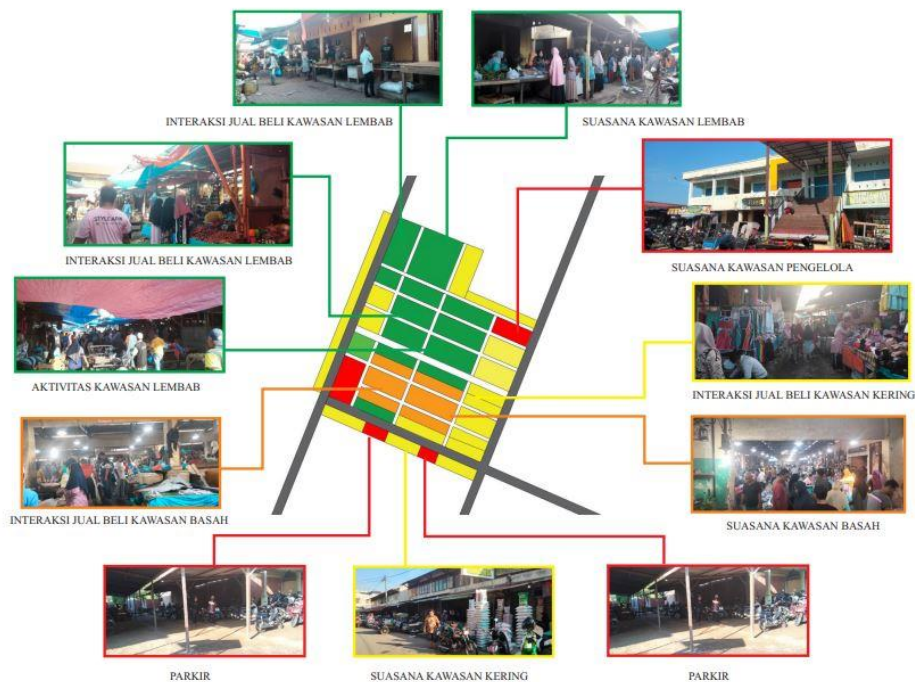 INTERAKSI JUAL BELI KAWASAN LEMBAB
SUASANA KAWASAN LEMBAB
INTERAKSI JUAL BELI KAWASAN LEMBAB
SUASANA KAWASAN PENGELOLA
AKTIVITAS KAWASAN LEMBAB
INTERAKSI JUAL BELI KAWASAN KERING
INTERAKSI JUAL BELI KAWASAN BASAH
SUASANA KAWASAN BASAH
PARKIR
SUASANA KAWASAN KERING
PARKIR